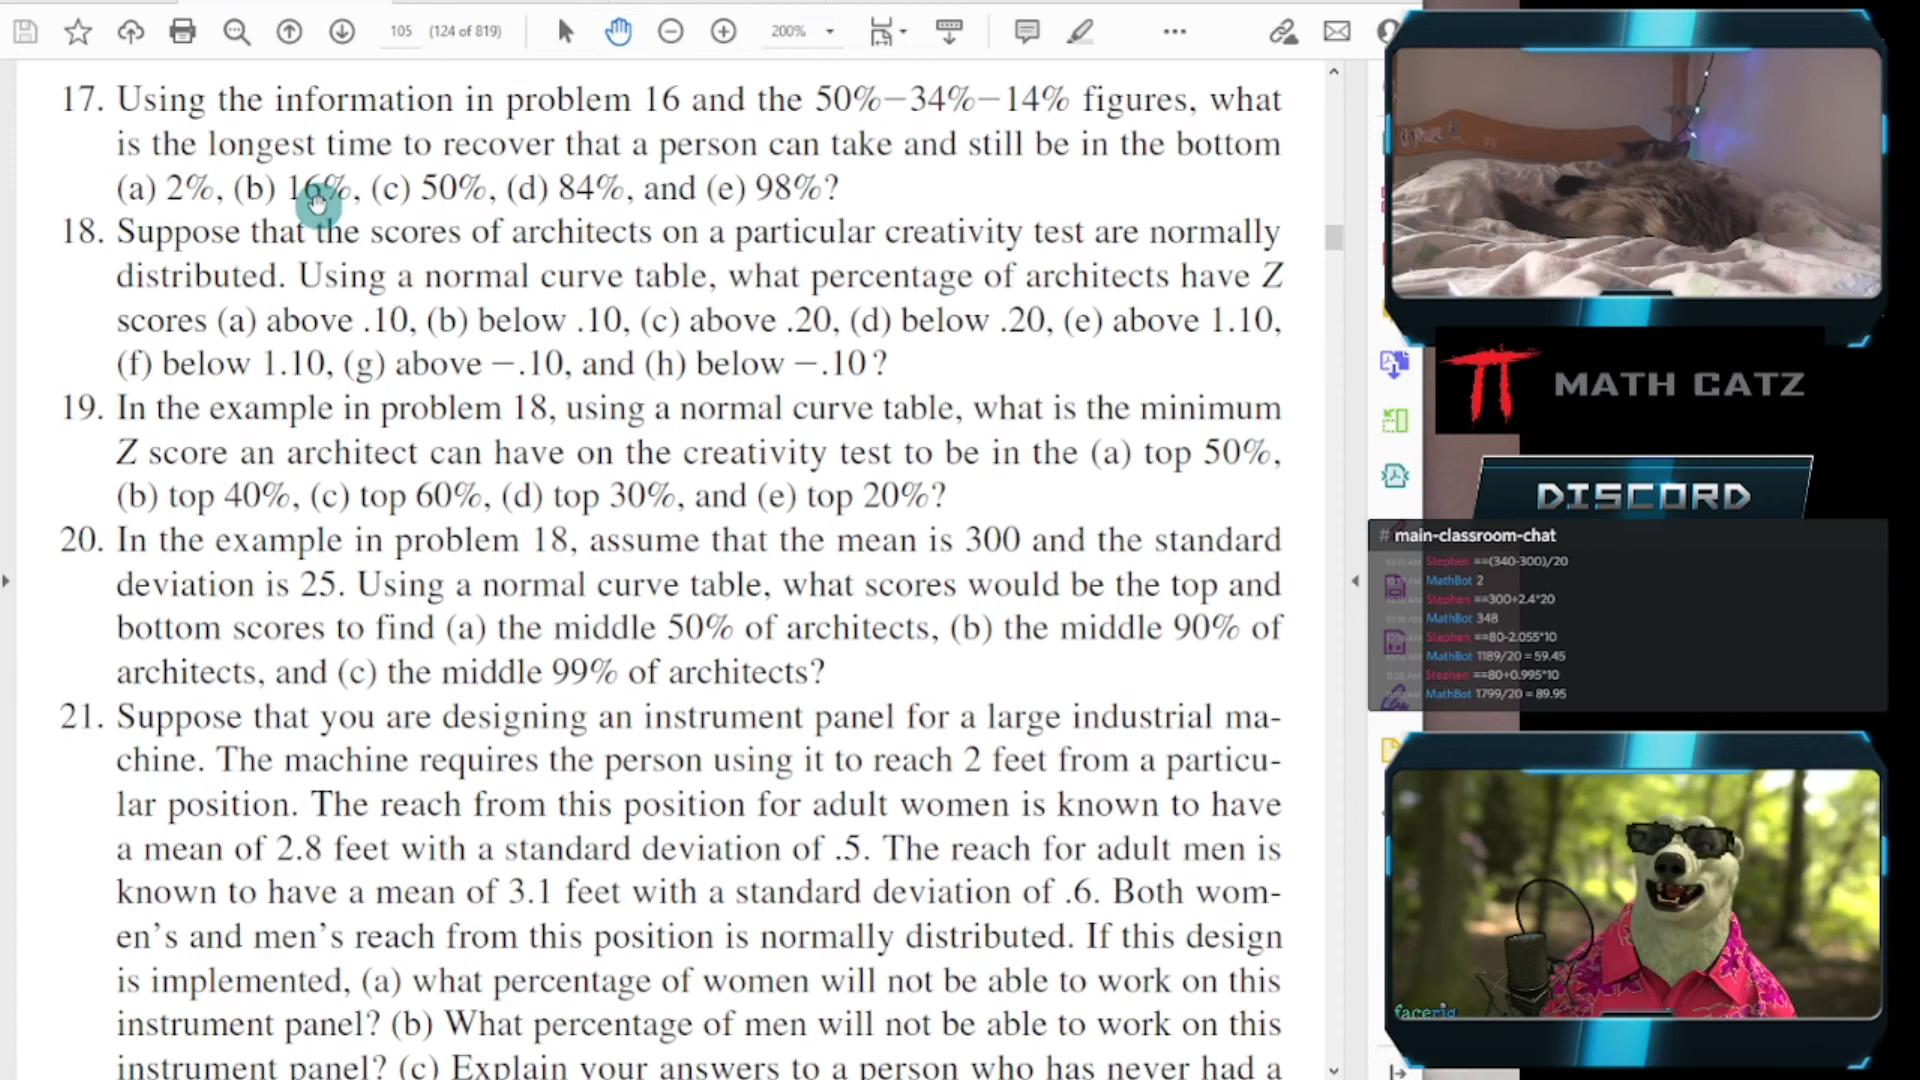 105 (124 of 819) 200%
17. Using the information in problem 16 and the 50%−34%−14% figures, what
is the longest time to recover that a person can take and still be in the bottom
(a) 2%, (b) 16%, (c) 50%, (d) 84%, and (e) 98%?
18. Suppose that the scores of architects on a particular creativity test are normally
distributed. Using a normal curve table, what percentage of architects have Z
scores (a) above .10, (b) below .10, (c) above .20, (d) below .20, (e) above 1.10,
(f) below 1.10, (g) above −.10, and (h) below −.10?
19. In the example in problem 18, using a normal curve table, what is the minimum
Z score an architect can have on the creativity test to be in the (a) top 50%,
(b) top 40%, (c) top 60%, (d) top 30%, and (e) top 20%?
20. In the example in problem 18, assume that the mean is 300 and the standard
deviation is 25. Using a normal curve table, what scores would be the top and
bottom scores to find (a) the middle 50% of architects, (b) the middle 90% of
architects, and (c) the middle 99% of architects?
21. Suppose that you are designing an instrument panel for a large industrial ma-
chine. The machine requires the person using it to reach 2 feet from a particu-
lar position. The reach from this position for adult women is known to have
a mean of 2.8 feet with a standard deviation of .5. The reach for adult men is
known to have a mean of 3.1 feet with a standard deviation of .6. Both wom-
en's and men's reach from this position is normally distributed. If this design
is implemented, (a) what percentage of women will not be able to work on this
instrument panel? (b) What percentage of men will not be able to work on this
instrument panel? (c) Explain your answers to a person who has never had a
MATH CATZ
DISCORD
# main-classroom-chat
Stephen ==(340-300)/20
MathBot 2
Stephen ==300+2.4*20
MathBot 348
Stephen ==80-2.055*10
MathBot 1189/20 = 59.45
Stephen ==80+0.995*10
MathBot 1799/20 = 89.95
facerig